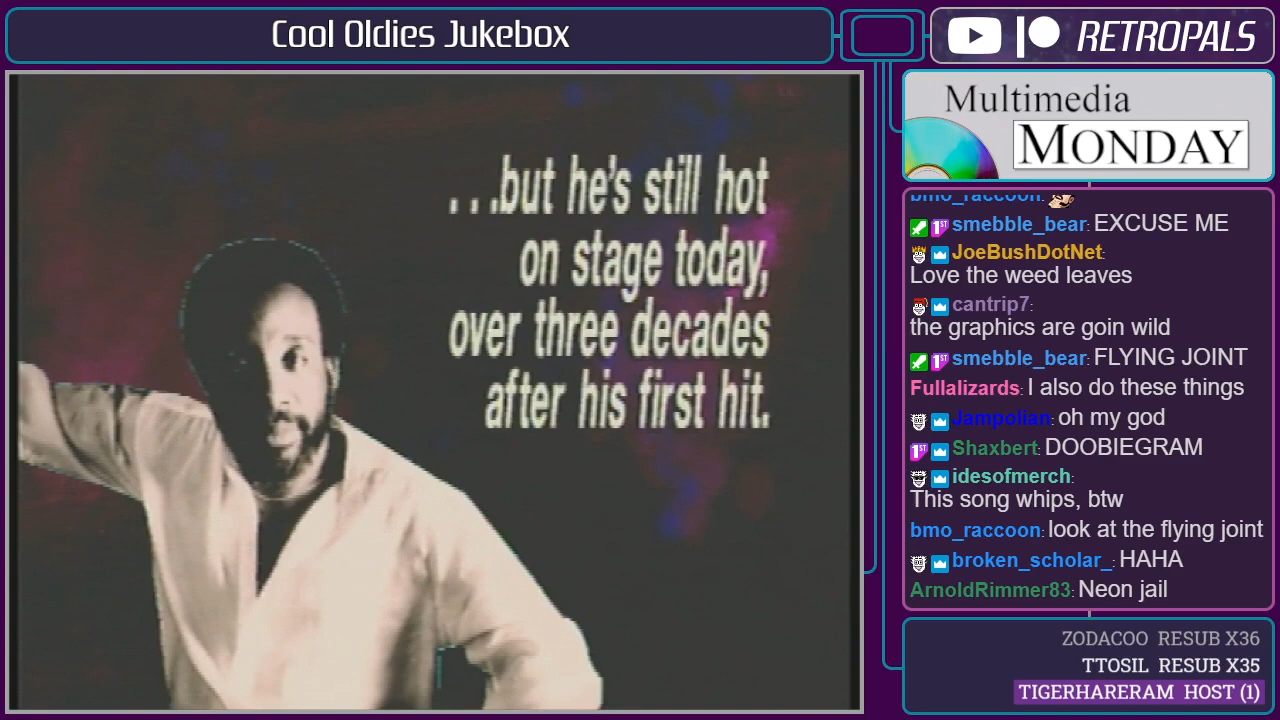 Cool Oldies Jukebox
RETROPALS
Multimedia
MONDAY
...but he's still hot
on stage today,
over three decades
after his first hit.
bmo_raccoon:
smebble_bear: EXCUSE ME
JoeBushDotNet:
Love the weed leaves
cantrip7:
the graphics are goin wild
smebble_bear: FLYING JOINT
Fullalizards: I also do these things
Jampolian: oh my god
Shaxbert: DOOBIEGRAM
idesofmerch:
This song whips, btw
bmo_raccoon: look at the flying joint
broken_scholar_: HAHA
ArnoldRimmer83: Neon jail
ZODACOO RESUB X36
TTOSIL RESUB X35
TIGERHARERAM HOST (1)